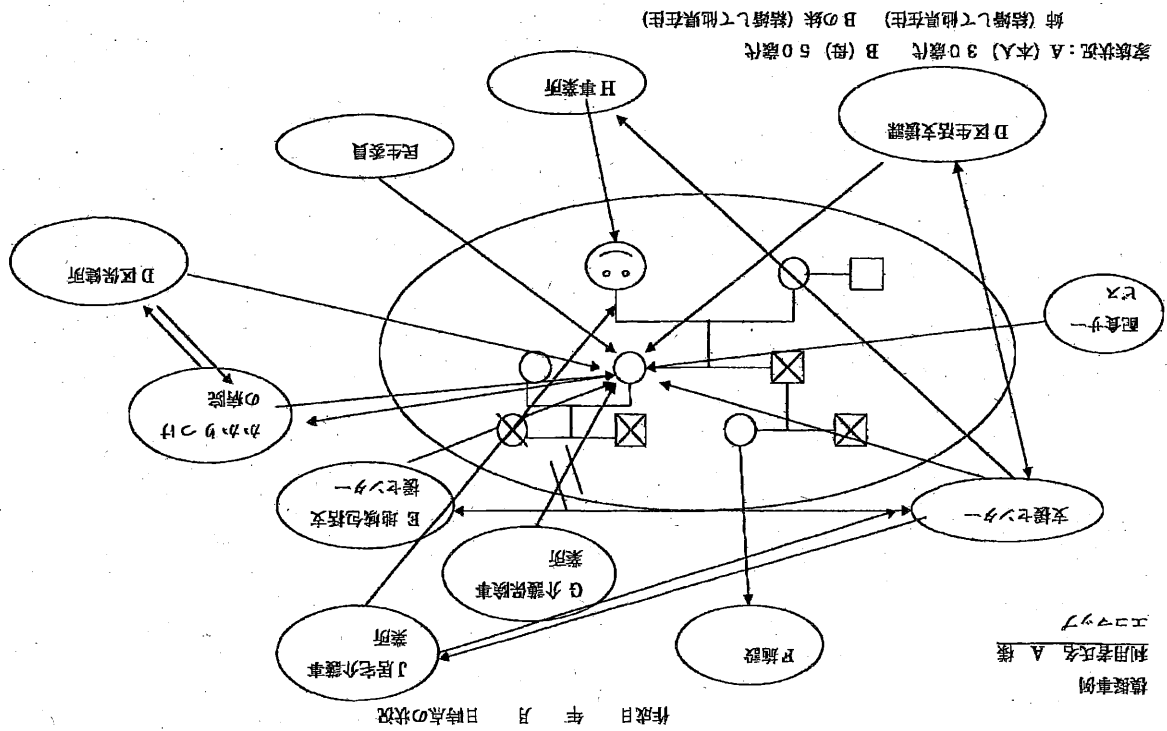 作成日　年　月　日時点の状況
模擬事例
利用者氏名　A　様
エコマップ
F施設
J居宅介護事
業所
G介護保険事
業所
支援センター
E地域包括支
援センター
かかりつけ
の病院
配食サー
ビス
D区保健所
D区生活支援課
民生委員
H事業所
家族状況：A（本人）30歳代　B（母）50歳代
姉（結婚して他県在住）　Bの妹（結婚して他県在住）